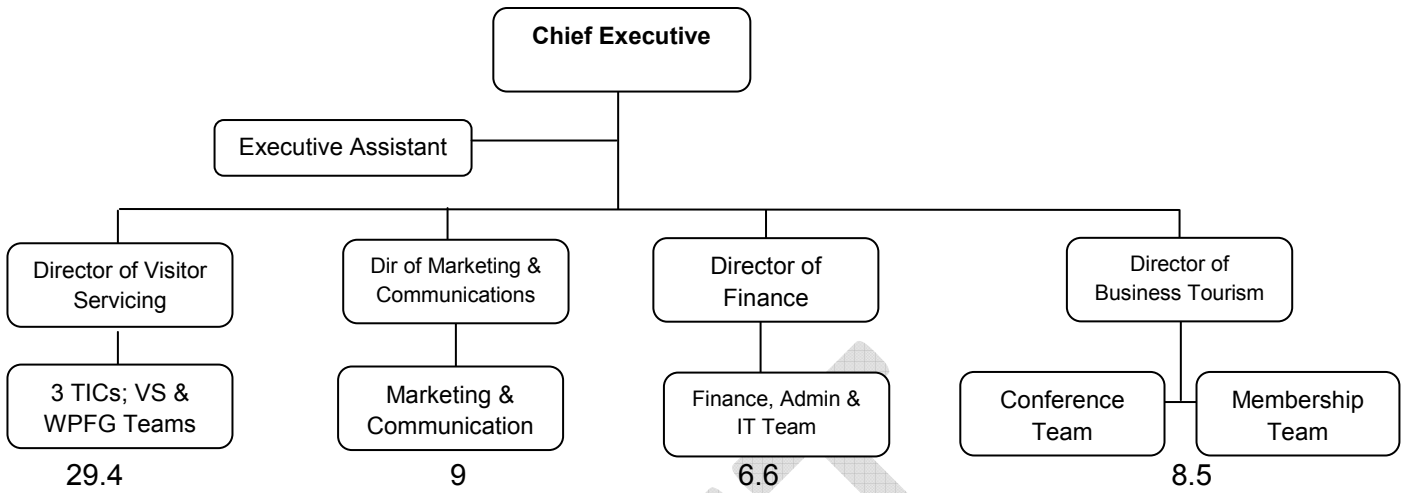 Chief Executive
Executive Assistant
Director of Visitor
Servicing
Dir of Marketing &
Communications
Director of
Finance
Director of
Business Tourism
3 TICs; VS &
WPFG Teams
Marketing &
Communication
Finance, Admin &
IT Team
Conference
Team
Membership
Team
29.4
9
6.6
8.5